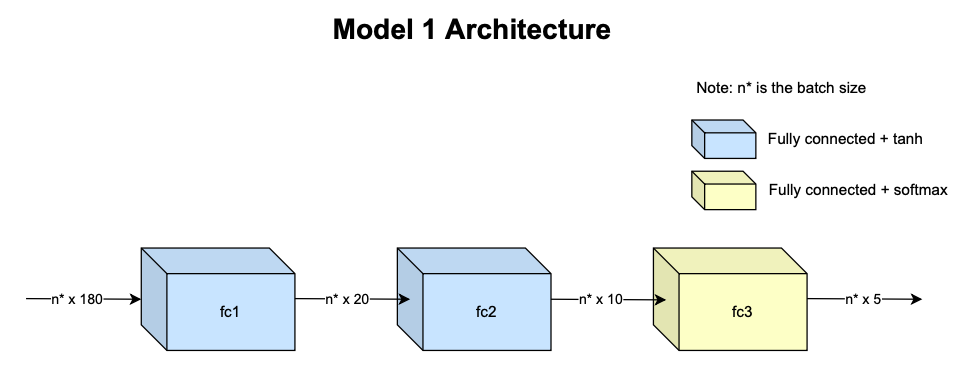 Model 1 Architecture
Note: n* is the batch size
Fully connected + tanh
Fully connected + softmax
n* x 180
fc1
n* x 20
fc2
n* x 10
fc3
n* x 5